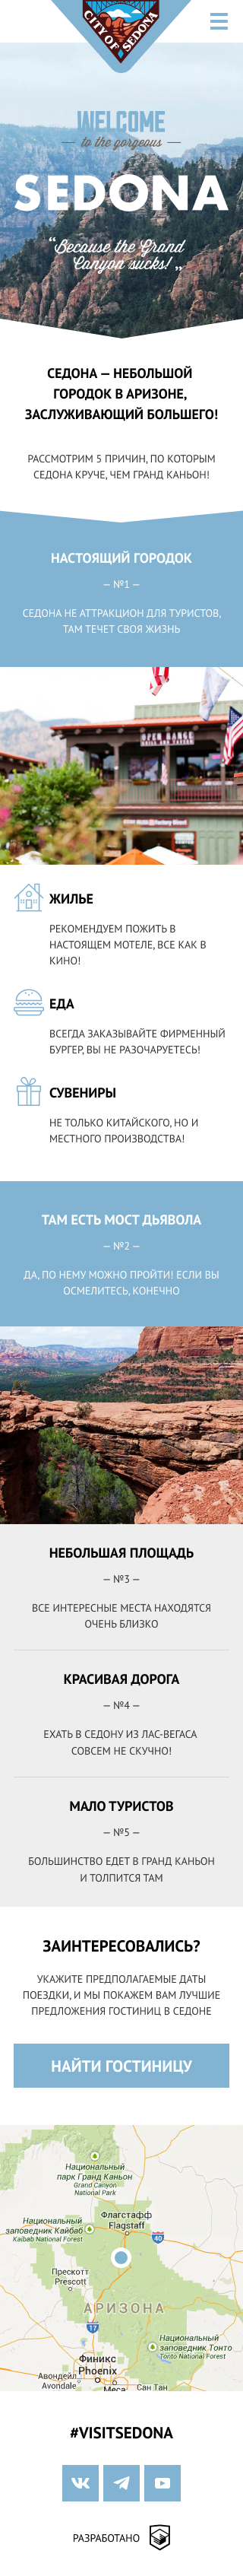 CITY OF SEDONA
WELCOME
to the gorgeous
SEDONA
“Because the Grand
Canyon sucks!„
СЕДОНА — НЕБОЛЬШОЙ
ГОРОДОК В АРИЗОНЕ,
ЗАСЛУЖИВАЮЩИЙ БОЛЬШЕГО!
РАССМОТРИМ 5 ПРИЧИН, ПО КОТОРЫМ
СЕДОНА КРУЧЕ, ЧЕМ ГРАНД КАНЬОН!
НАСТОЯЩИЙ ГОРОДОК
— №1 —
СЕДОНА НЕ АТТРАКЦИОН ДЛЯ ТУРИСТОВ,
ТАМ ТЕЧЕТ СВОЯ ЖИЗНЬ
OPEN RANGE
ЖИЛЬЕ
РЕКОМЕНДУЕМ ПОЖИТЬ В
НАСТОЯЩЕМ МОТЕЛЕ, ВСЕ КАК В
КИНО!
ЕДА
ВСЕГДА ЗАКАЗЫВАЙТЕ ФИРМЕННЫЙ
БУРГЕР, ВЫ НЕ РАЗОЧАРУЕТЕСЬ!
СУВЕНИРЫ
НЕ ТОЛЬКО КИТАЙСКОГО, НО И
МЕСТНОГО ПРОИЗВОДСТВА!
ТАМ ЕСТЬ МОСТ ДЬЯВОЛА
— №2 —
ДА, ПО НЕМУ МОЖНО ПРОЙТИ! ЕСЛИ ВЫ
ОСМЕЛИТЕСЬ, КОНЕЧНО
НЕБОЛЬШАЯ ПЛОЩАДЬ
— №3 —
ВСЕ ИНТЕРЕСНЫЕ МЕСТА НАХОДЯТСЯ
ОЧЕНЬ БЛИЗКО
КРАСИВАЯ ДОРОГА
— №4 —
ЕХАТЬ В СЕДОНУ ИЗ ЛАС-ВЕГАСА
СОВСЕМ НЕ СКУЧНО!
МАЛО ТУРИСТОВ
— №5 —
БОЛЬШИНСТВО ЕДЕТ В ГРАНД КАНЬОН
И ТОЛПИТСЯ ТАМ
ЗАИНТЕРЕСОВАЛИСЬ?
УКАЖИТЕ ПРЕДПОЛАГАЕМЫЕ ДАТЫ
ПОЕЗДКИ, И МЫ ПОКАЖЕМ ВАМ ЛУЧШИЕ
ПРЕДЛОЖЕНИЯ ГОСТИНИЦ В СЕДОНЕ
НАЙТИ ГОСТИНИЦУ
Национальный
парк Гранд Каньон
Grand Canyon
National Park
Флагстафф
Flagstaff
Национальный
заповедник Кайбаб
Kaibab National Forest
40
Прескотт
Prescott
АРИЗОНА
17
Национальный
заповедник Тонто
Tonto National Forest
Финикс
Phoenix
Авондейл
Avondale
Меса
Сан Тан
#VISITSEDONA
РАЗРАБОТАНО